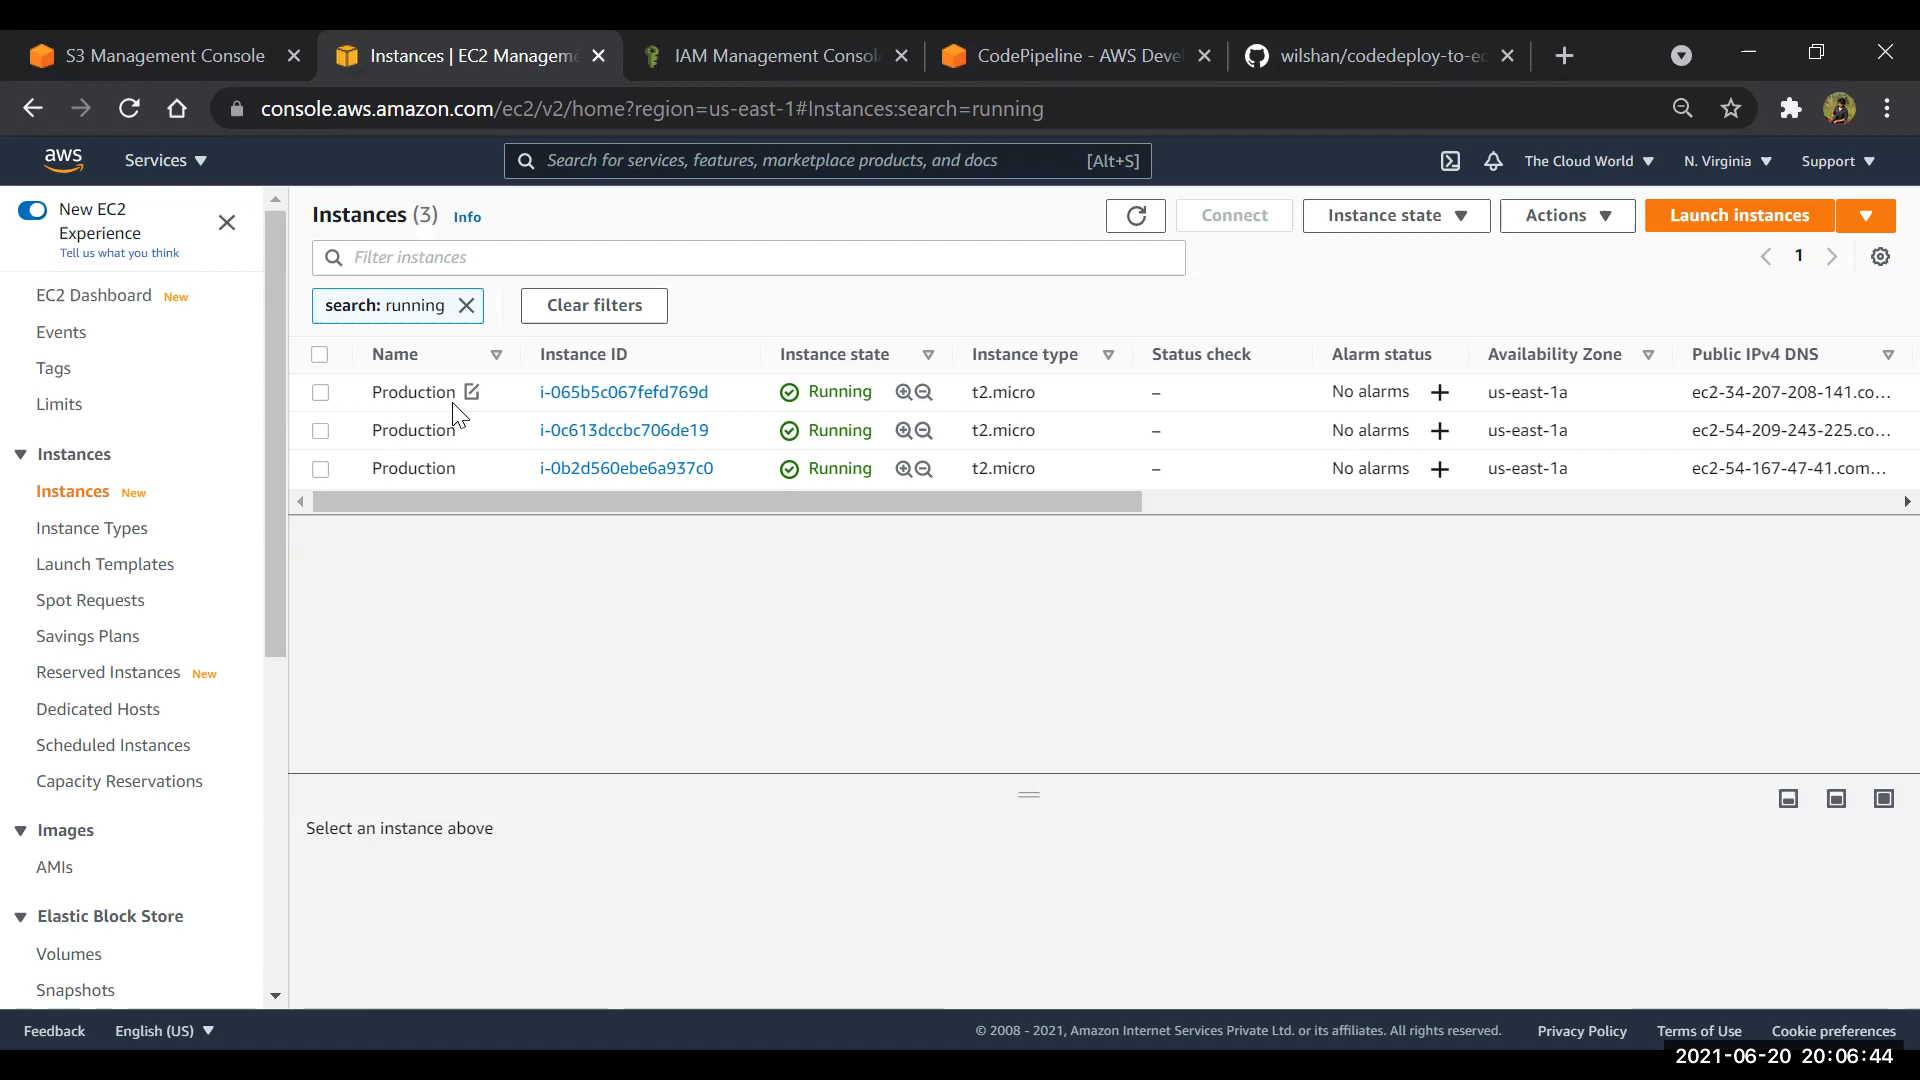 S3 Management Console
Instances | EC2 Manageme
IAM Management Consol
CodePipeline - AWS Deve
wilshan/codedeploy-to-ec
console.aws.amazon.com/ec2/v2/home?region=us-east-1#Instances:search=running
aws
Services
Search for services, features, marketplace products, and docs
[Alt+S]
The Cloud World
N. Virginia
Support
New EC2
Experience
Tell us what you think
EC2 Dashboard New
Events
Tags
Limits
Instances
Instances New
Instance Types
Launch Templates
Spot Requests
Savings Plans
Reserved Instances New
Dedicated Hosts
Scheduled Instances
Capacity Reservations
Images
AMIs
Elastic Block Store
Volumes
Snapshots
Instances (3) Info
Connect
Instance state
Actions
Launch instances
Filter instances
1
search: running
Clear filters
Name Instance ID Instance state Instance type Status check Alarm status Availability Zone Public IPv4 DNS
Production i-065b5c067fefd769d Running t2.micro – No alarms + us-east-1a ec2-34-207-208-141.co...
Production i-0c613dccbc706de19 Running t2.micro – No alarms + us-east-1a ec2-54-209-243-225.co...
Production i-0b2d560ebe6a937c0 Running t2.micro – No alarms + us-east-1a ec2-54-167-47-41.com...
Select an instance above
Feedback
English (US)
© 2008 - 2021, Amazon Internet Services Private Ltd. or its affiliates. All rights reserved.
Privacy Policy
Terms of Use
Cookie preferences
2021-06-20 20:06:44